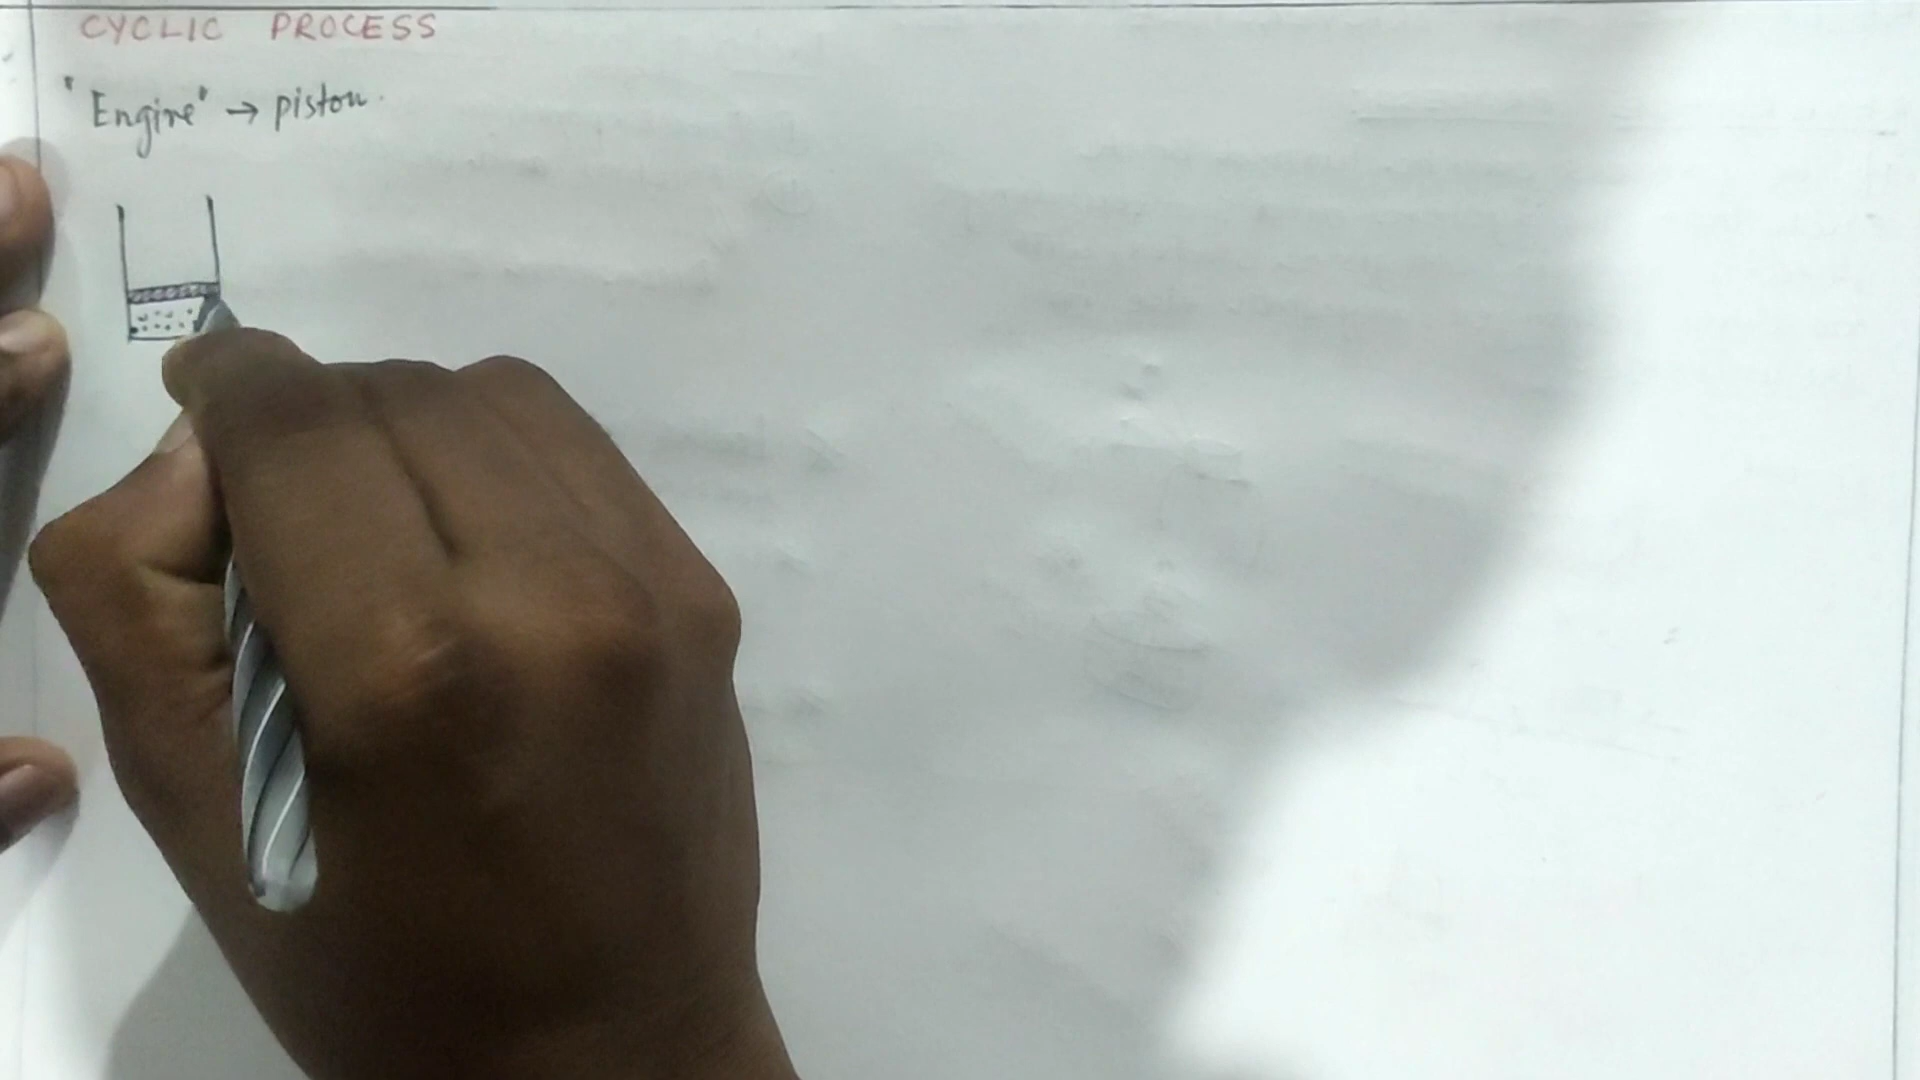 CYCLIC PROCESS
"Engine" → piston.